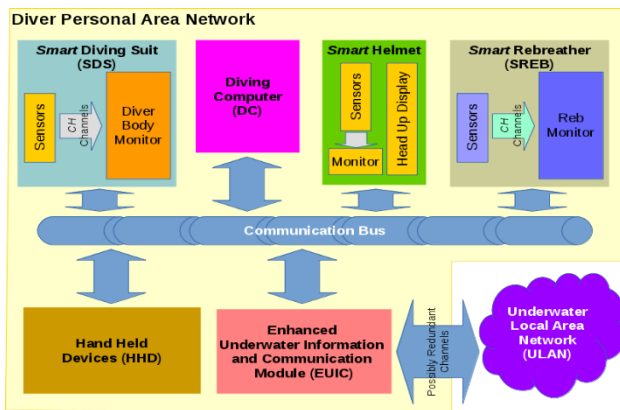 Diver Personal Area Network
Smart Diving Suit
(SDS)
Sensors
CH
Channels
Diver
Body
Monitor
Diving
Computer
(DC)
Smart Helmet
Sensors
Monitor
Head Up Display
Smart Rebreather
(SREB)
Sensors
CH
Channels
Reb
Monitor
Communication Bus
Hand Held
Devices (HHD)
Enhanced
Underwater Information
and Communication
Module (EUIC)
Possibly Redundant
Channels
Underwater
Local Area
Network
(ULAN)